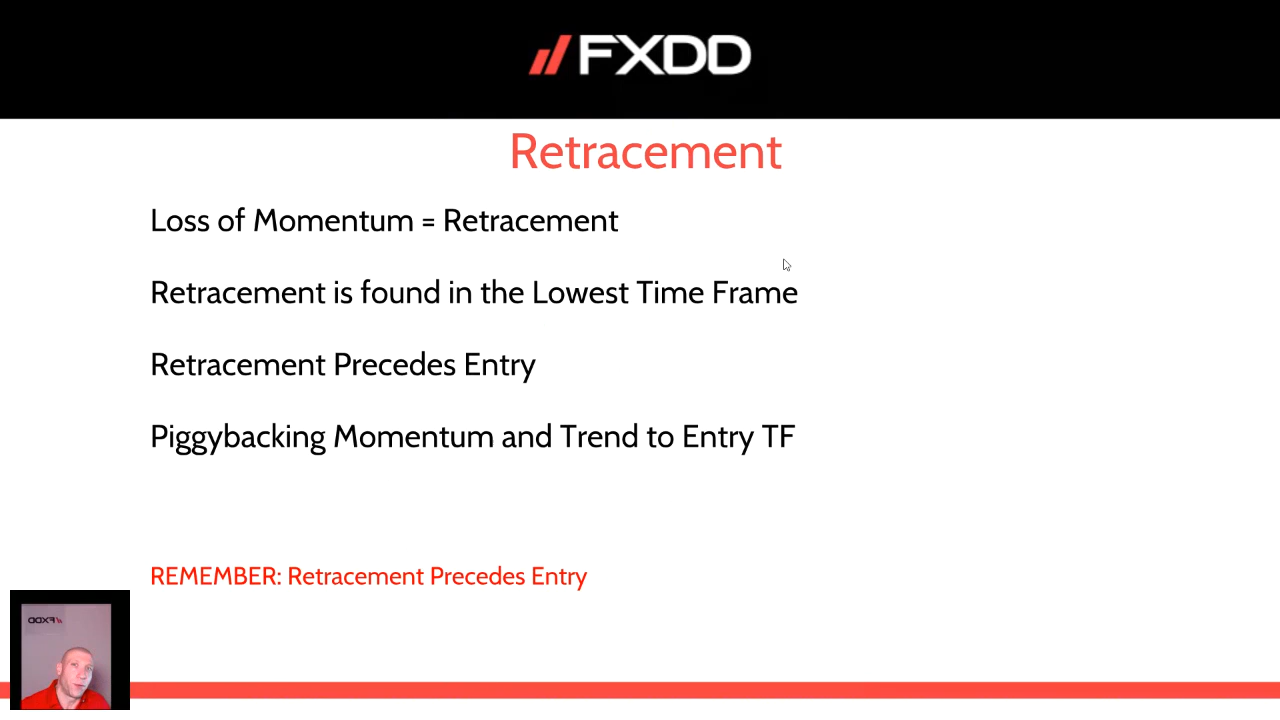 FXDD
Retracement
Loss of Momentum = Retracement
Retracement is found in the Lowest Time Frame
Retracement Precedes Entry
Piggybacking Momentum and Trend to Entry TF
REMEMBER: Retracement Precedes Entry
FXDD